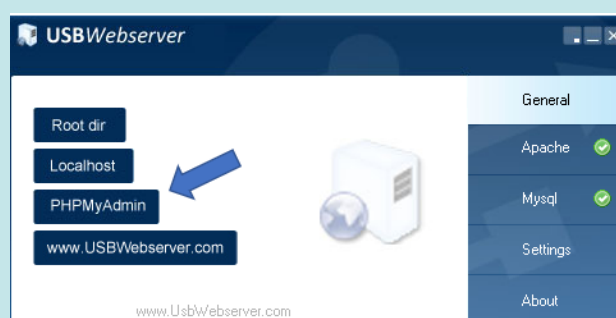 USBWebserver
Root dir
Localhost
PHPMyAdmin
www.USBWebserver.com
www.UsbWebserver.com
General
Apache
Mysql
Settings
About